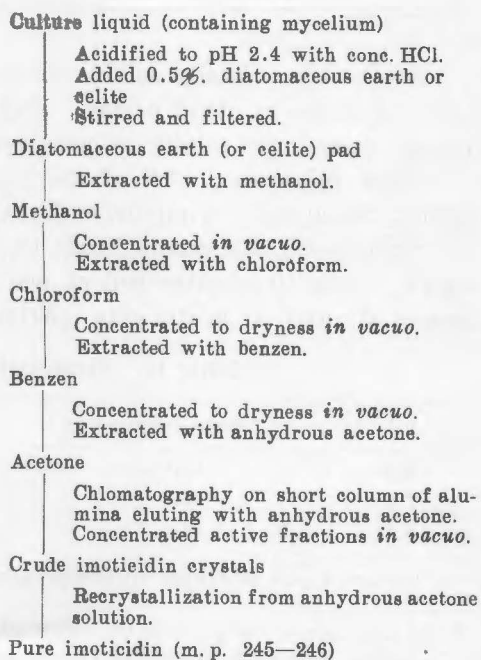 Culture liquid (containing mycelium)
Acidified to pH 2.4 with conc. HCl.
Added 0.5%. diatomaceous earth or
celite
Stirred and filtered.
Diatomaceous earth (or celite) pad
Extracted with methanol.
Methanol
Concentrated in vacuo.
Extracted with chloroform.
Chloroform
Concentrated to dryness in vacuo.
Extracted with benzen.
Benzen
Concentrated to dryness in vacuo.
Extracted with anhydrous acetone.
Acetone
Chlomatography on short column of alu-
mina eluting with anhydrous acetone.
Concentrated active fractions in vacuo.
Crude imotieidin crystals
Recrystallization from anhydrous acetone
solution.
Pure imoticidin (m. p. 245—246)